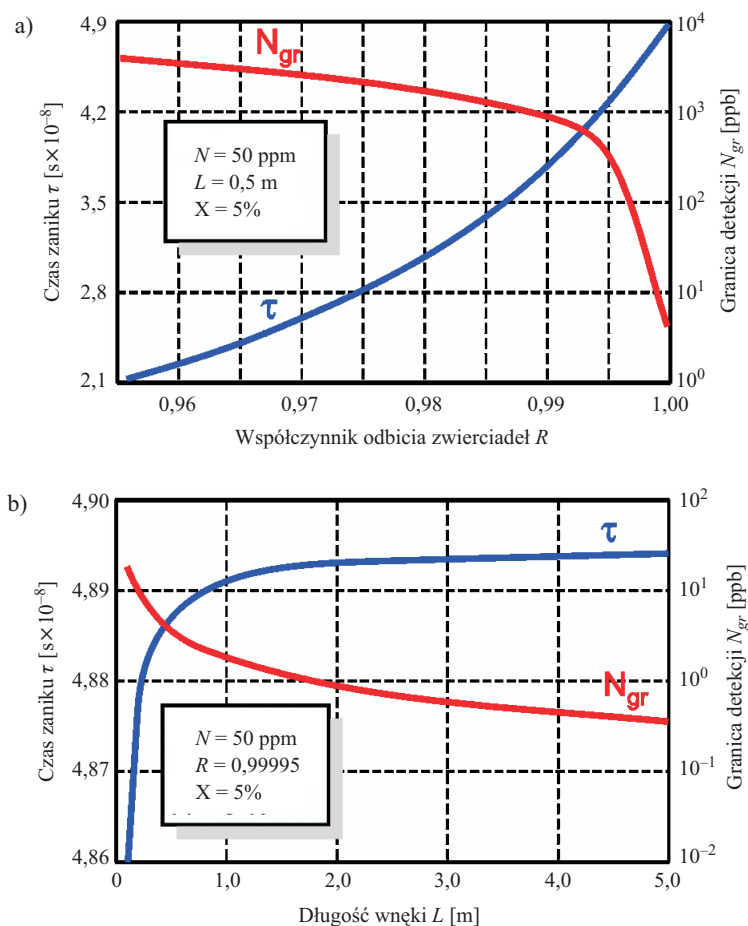 a)
4,9
4,2
3,5
2,8
2,1
Czas zaniku τ [s×10⁻⁸]
N_gr
N = 50 ppm
L = 0,5 m
X = 5%
τ
10⁴
10³
10²
10¹
10⁰
Granica detekcji N_gr [ppb]
0,96 0,97 0,98 0,99 1,00
Współczynnik odbicia zwierciadeł R
b)
4,90
4,89
4,88
4,87
4,86
Czas zaniku τ [s×10⁻⁸]
τ
N_gr
N = 50 ppm
R = 0,99995
X = 5%
10²
10¹
10⁰
10⁻¹
10⁻²
Granica detekcji N_gr [ppb]
0 1,0 2,0 3,0 4,0 5,0
Długość wnęki L [m]